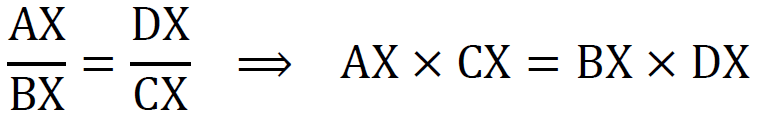 AX/BX = DX/CX ⟹ AX × CX = BX × DX